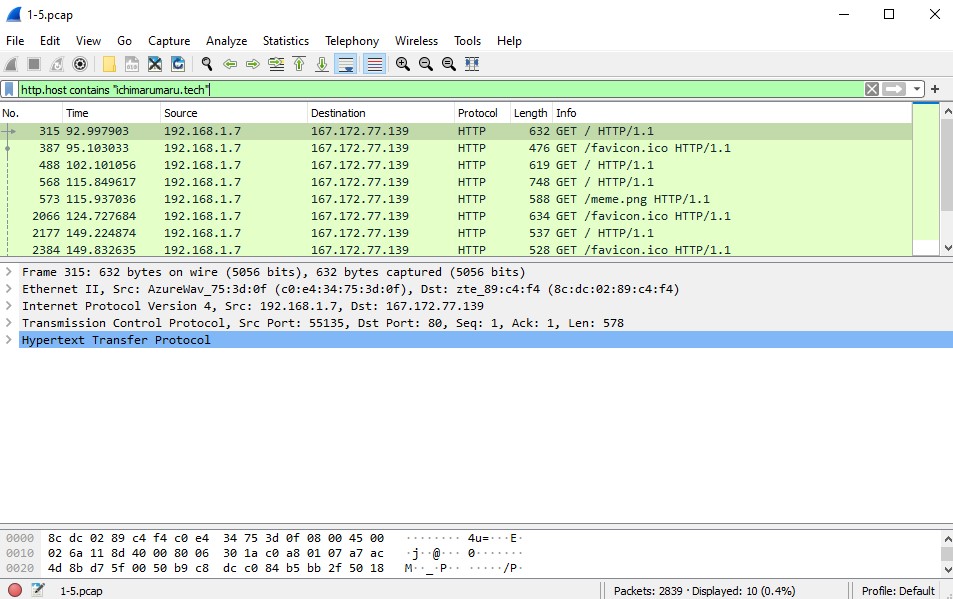 1-5.pcap
File Edit View Go Capture Analyze Statistics Telephony Wireless Tools Help
http.host contains "ichimarumaru.tech"
No. Time Source Destination Protocol Length Info
315 92.997903 192.168.1.7 167.172.77.139 HTTP 632 GET / HTTP/1.1
387 95.103033 192.168.1.7 167.172.77.139 HTTP 476 GET /favicon.ico HTTP/1.1
488 102.101056 192.168.1.7 167.172.77.139 HTTP 619 GET / HTTP/1.1
568 115.849617 192.168.1.7 167.172.77.139 HTTP 748 GET / HTTP/1.1
573 115.937036 192.168.1.7 167.172.77.139 HTTP 588 GET /meme.png HTTP/1.1
2066 124.727684 192.168.1.7 167.172.77.139 HTTP 634 GET /favicon.ico HTTP/1.1
2177 149.224874 192.168.1.7 167.172.77.139 HTTP 537 GET / HTTP/1.1
2384 149.832635 192.168.1.7 167.172.77.139 HTTP 528 GET /favicon.ico HTTP/1.1
Frame 315: 632 bytes on wire (5056 bits), 632 bytes captured (5056 bits)
Ethernet II, Src: AzureWav_75:3d:0f (c0:e4:34:75:3d:0f), Dst: zte_89:c4:f4 (8c:dc:02:89:c4:f4)
Internet Protocol Version 4, Src: 192.168.1.7, Dst: 167.172.77.139
Transmission Control Protocol, Src Port: 55135, Dst Port: 80, Seq: 1, Ack: 1, Len: 578
Hypertext Transfer Protocol
0000 8c dc 02 89 c4 f4 c0 e4 34 75 3d 0f 08 00 45 00 ········ 4u=···E·
0010 02 6a 11 8d 40 00 80 06 30 1a c0 a8 01 07 a7 ac ·j··@··· 0·······
0020 4d 8b d7 5f 00 50 b9 c8 dc c0 84 b5 bb 2f 50 18 M··_·P·· ·····/P·
1-5.pcap Packets: 2839 · Displayed: 10 (0.4%) Profile: Default